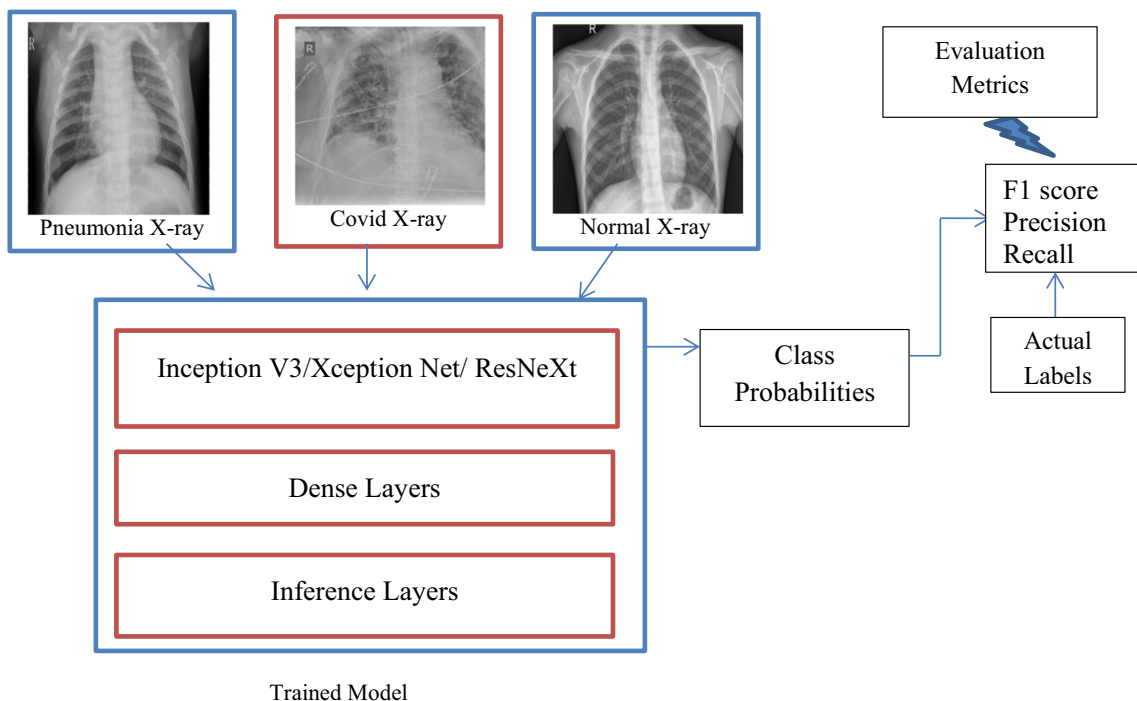 R
Pneumonia X-ray
R
Covid X-ray
R
Normal X-ray
Evaluation
Metrics
F1 score
Precision
Recall
Inception V3/Xception Net/ ResNeXt
Dense Layers
Inference Layers
Class
Probabilities
Actual
Labels
Trained Model